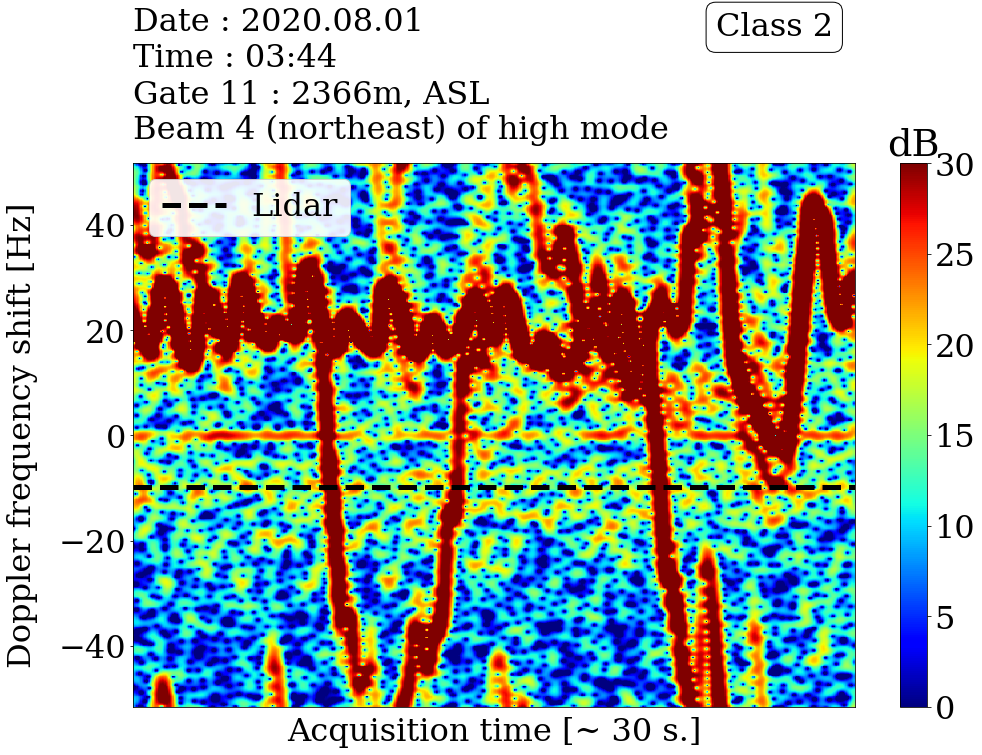 Date : 2020.08.01
Time : 03:44
Gate 11 : 2366m, ASL
Beam 4 (northeast) of high mode
Class 2
dB
Lidar
Doppler frequency shift [Hz]
40
20
0
−20
−40
Acquisition time [~ 30 s.]
30
25
20
15
10
5
0